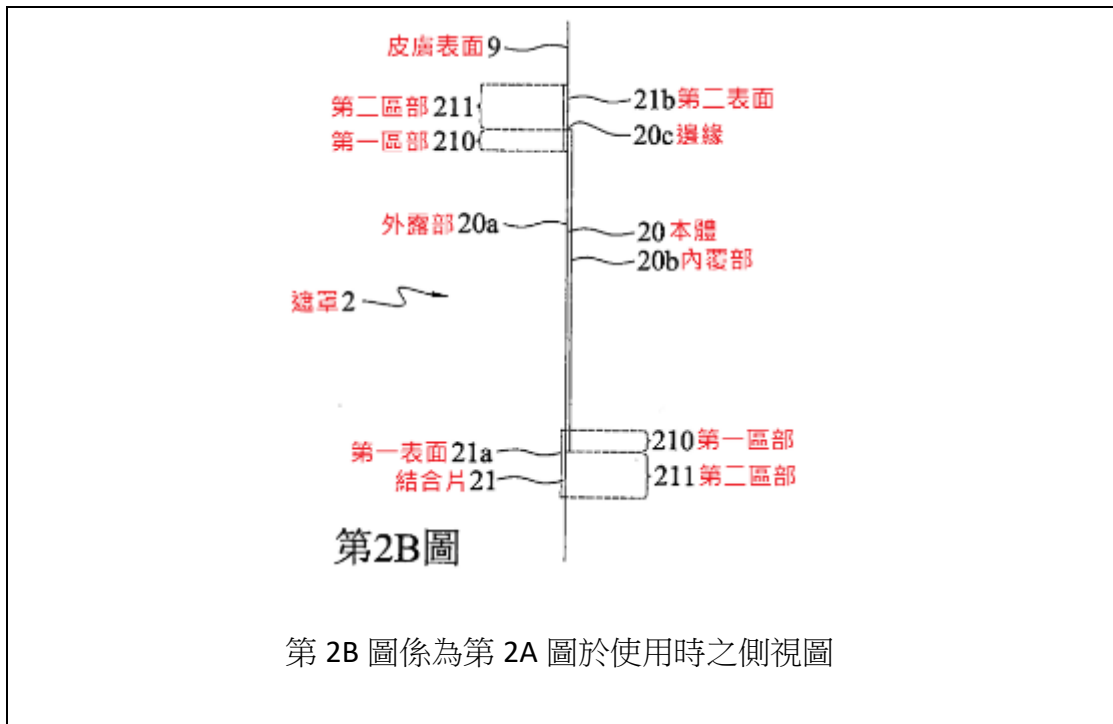 皮膚表面9
第二區部211
21b第二表面
第一區部210
20c邊緣
外露部20a
20本體
20b內覆部
遮罩2
第一表面21a
210第一區部
結合片21
211第二區部
第2B圖
第 2B 圖係為第 2A 圖於使用時之側視圖